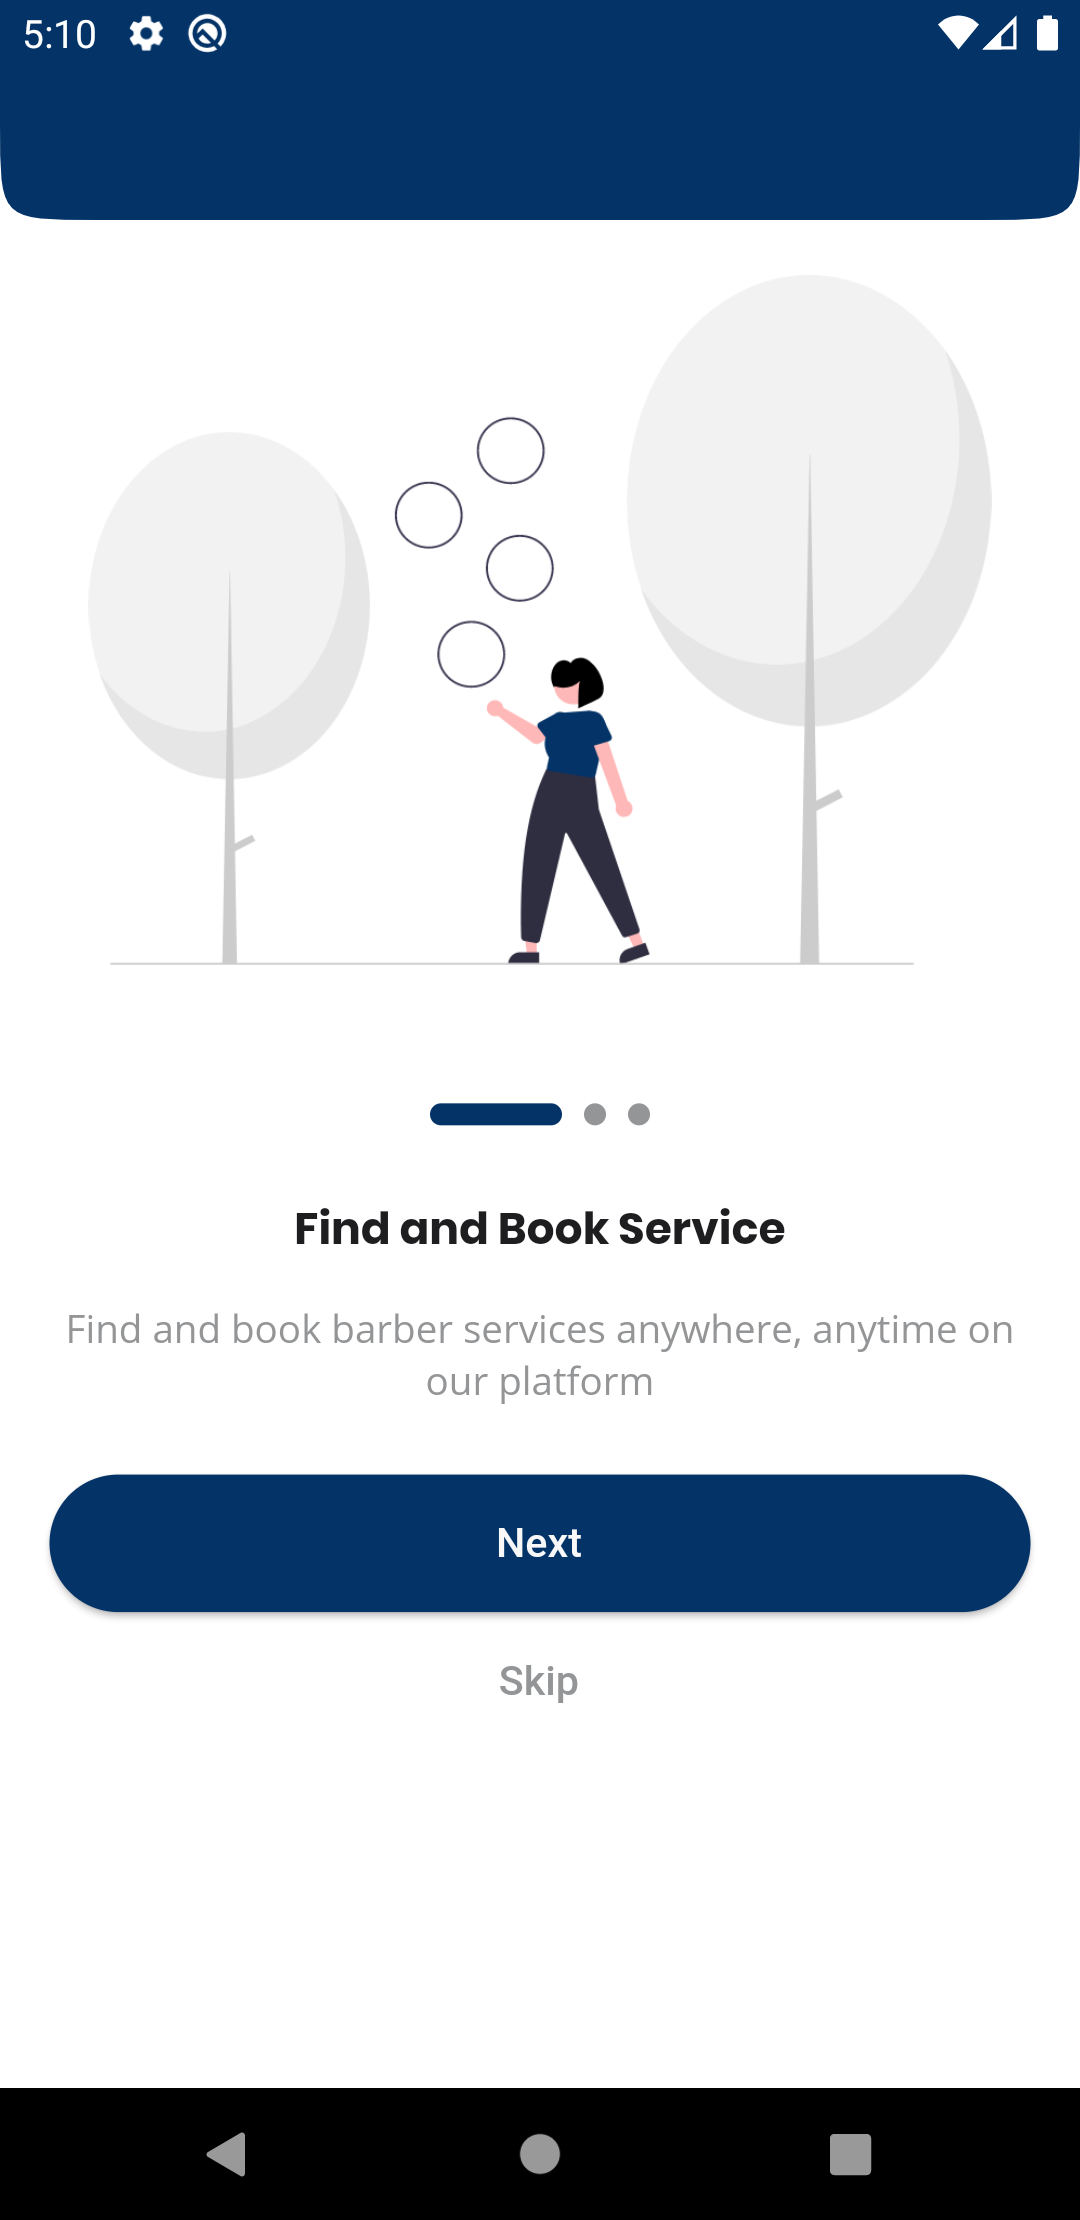 5:10
Find and Book Service
Find and book barber services anywhere, anytime on
our platform
Next
Skip